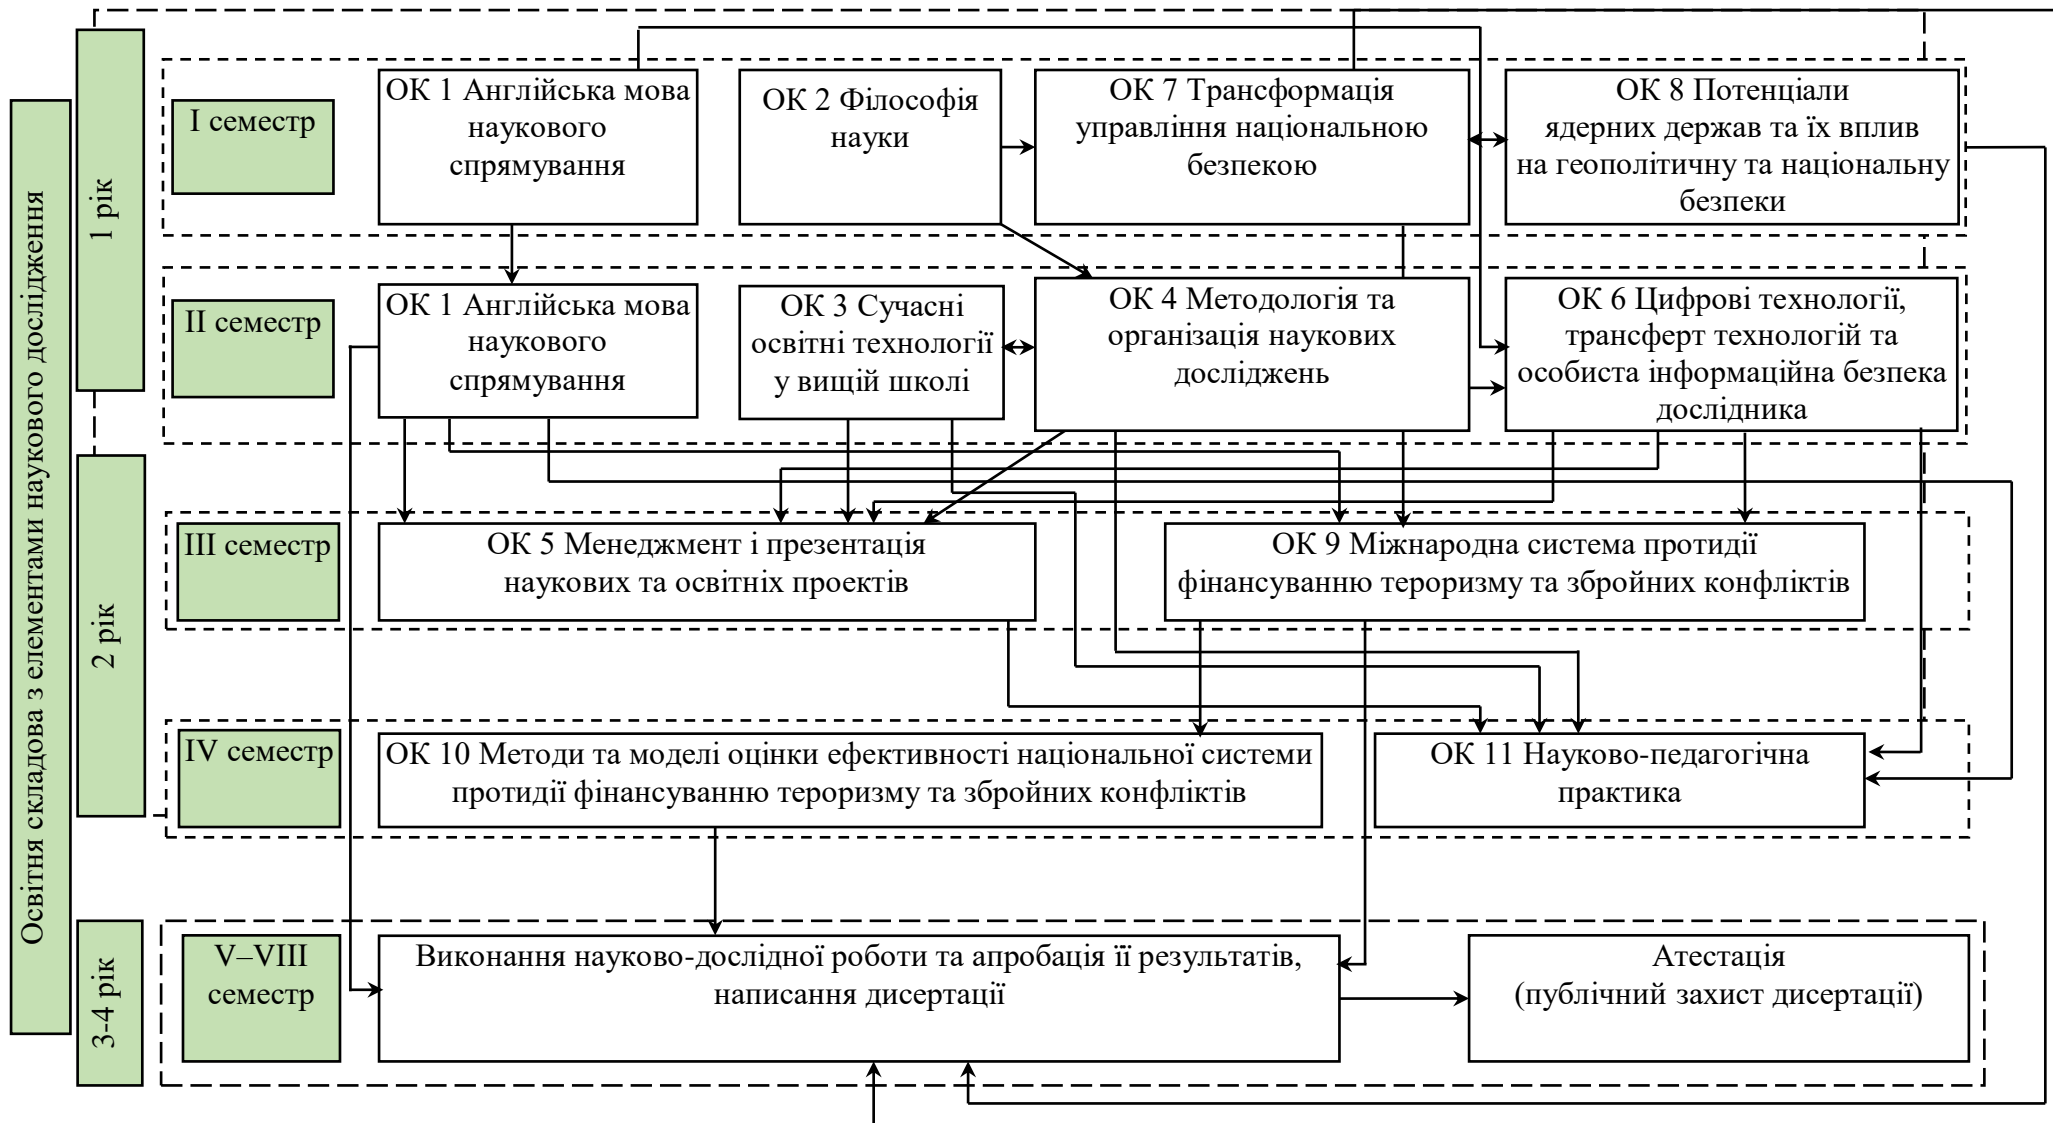 Освітня складова з елементами наукового дослідження
1 рік
І семестр
ОК 1 Англійська мова
наукового
спрямування
ОК 2 Філософія
науки
ОК 7 Трансформація
управління національною
безпекою
ОК 8 Потенціали
ядерних держав та їх вплив
на геополітичну та національну
безпеки
ІІ семестр
ОК 1 Англійська мова
наукового
спрямування
ОК 3 Сучасні
освітні технології
у вищій школі
ОК 4 Методологія та
організація наукових
досліджень
ОК 6 Цифрові технології,
трансферт технологій та
особиста інформаційна безпека
дослідника
2 рік
ІІІ семестр
ОК 5 Менеджмент і презентація
наукових та освітніх проектів
ОК 9 Міжнародна система протидії
фінансуванню тероризму та збройних конфліктів
IV семестр
ОК 10 Методи та моделі оцінки ефективності національної системи
протидії фінансуванню тероризму та збройних конфліктів
ОК 11 Науково-педагогічна
практика
3-4 рік
V–VIII
семестр
Виконання науково-дослідної роботи та апробація її результатів,
написання дисертації
Атестація
(публічний захист дисертації)